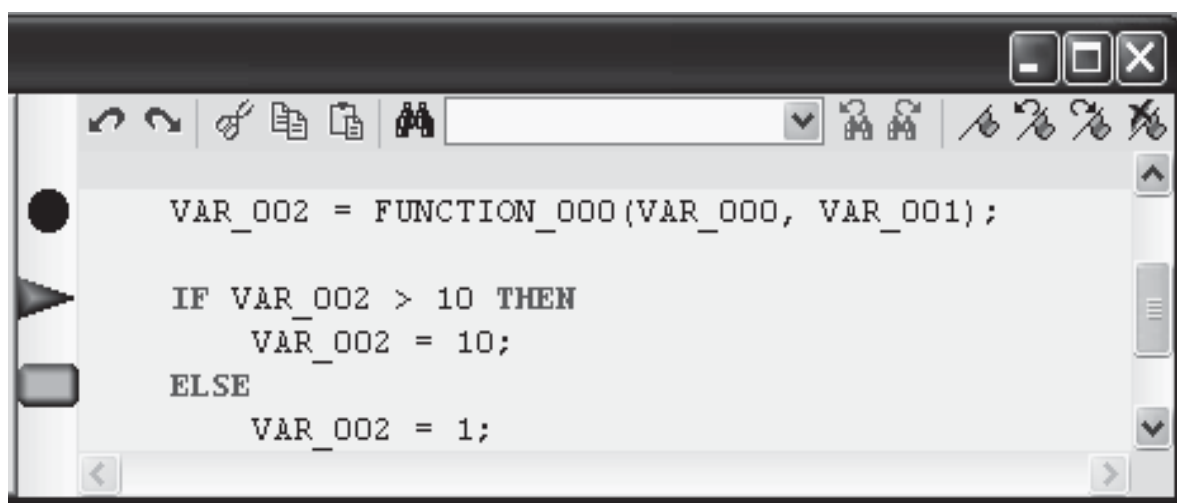 VAR_002 = FUNCTION_000(VAR_000, VAR_001);
IF VAR_002 > 10 THEN
VAR_002 = 10;
ELSE
VAR_002 = 1;